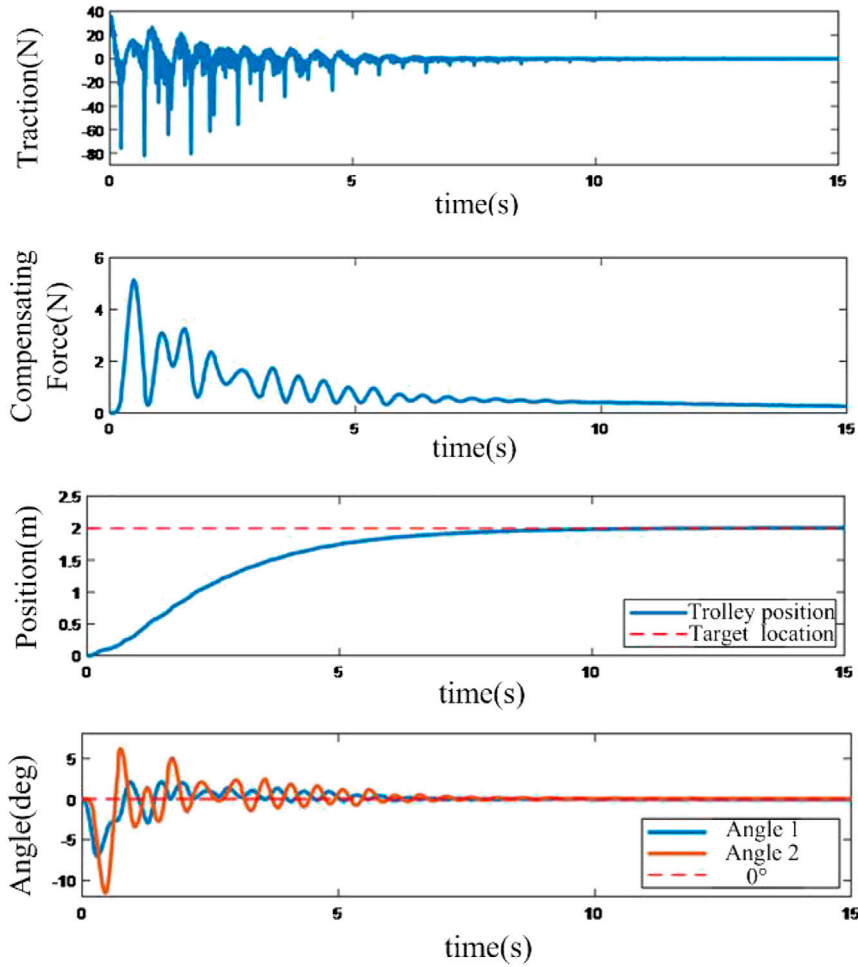 Traction(N)
40
20
0
-20
-40
-60
-80
0
5
10
15
time(s)
Compensating
Force(N)
6
4
2
0
0
5
10
15
time(s)
Position(m)
2.5
2
1.5
1
0.5
0
0
5
10
15
Trolley position
Target location
time(s)
Angle(deg)
5
0
-5
-10
0
5
10
15
Angle 1
Angle 2
0°
time(s)